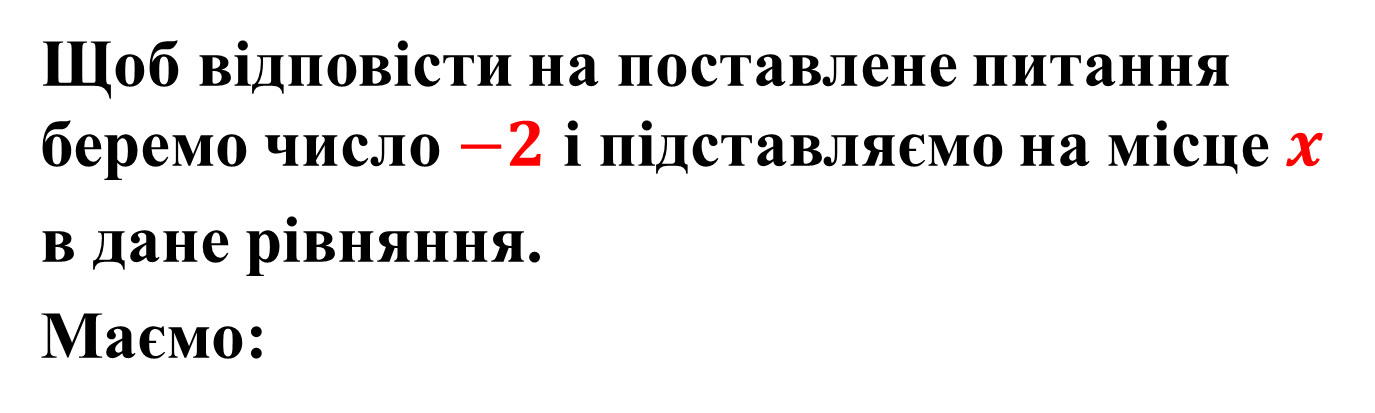 Щоб відповісти на поставлене питання
беремо число −2 і підставляємо на місце x
в дане рівняння.
Маємо: